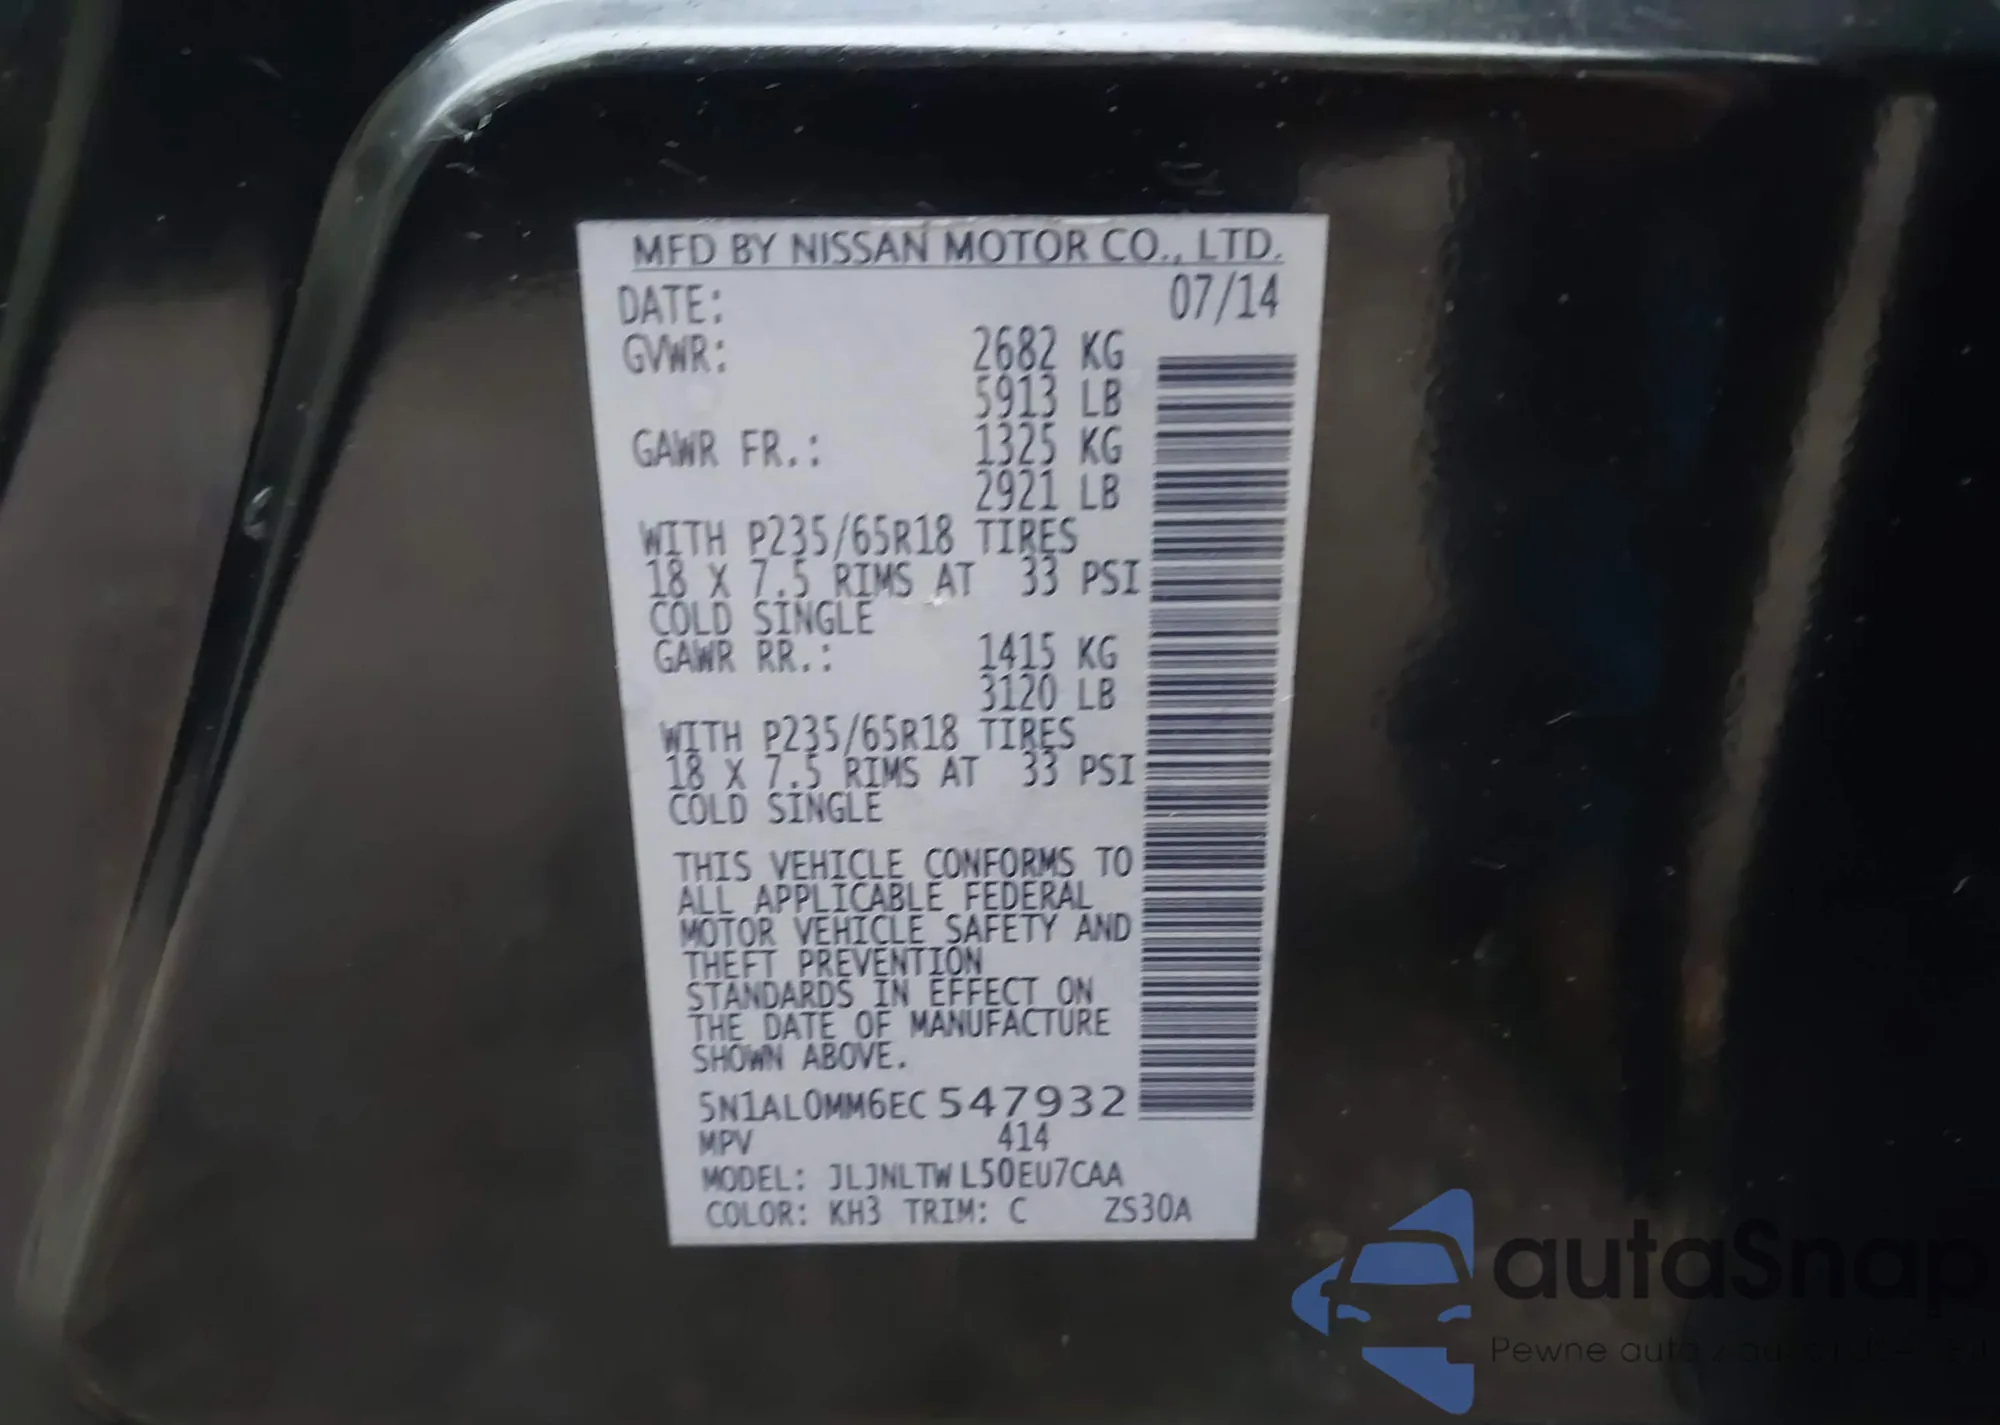 MFD BY NISSAN MOTOR CO., LTD.
DATE: 07/14
GVWR: 2682 KG
5913 LB
GAWR FR.: 1325 KG
2921 LB
WITH P235/65R18 TIRES
18 X 7.5 RIMS AT 33 PSI
COLD SINGLE
GAWR RR.: 1415 KG
3120 LB
WITH P235/65R18 TIRES
18 X 7.5 RIMS AT 33 PSI
COLD SINGLE
THIS VEHICLE CONFORMS TO
ALL APPLICABLE FEDERAL
MOTOR VEHICLE SAFETY AND
THEFT PREVENTION
STANDARDS IN EFFECT ON
THE DATE OF MANUFACTURE
SHOWN ABOVE.
5N1AL0MM6EC547932
MPV 414
MODEL: JLJNLTW L50EU7CAA
COLOR: KH3 TRIM: C ZS30A
autaSnap
Pewne auta z